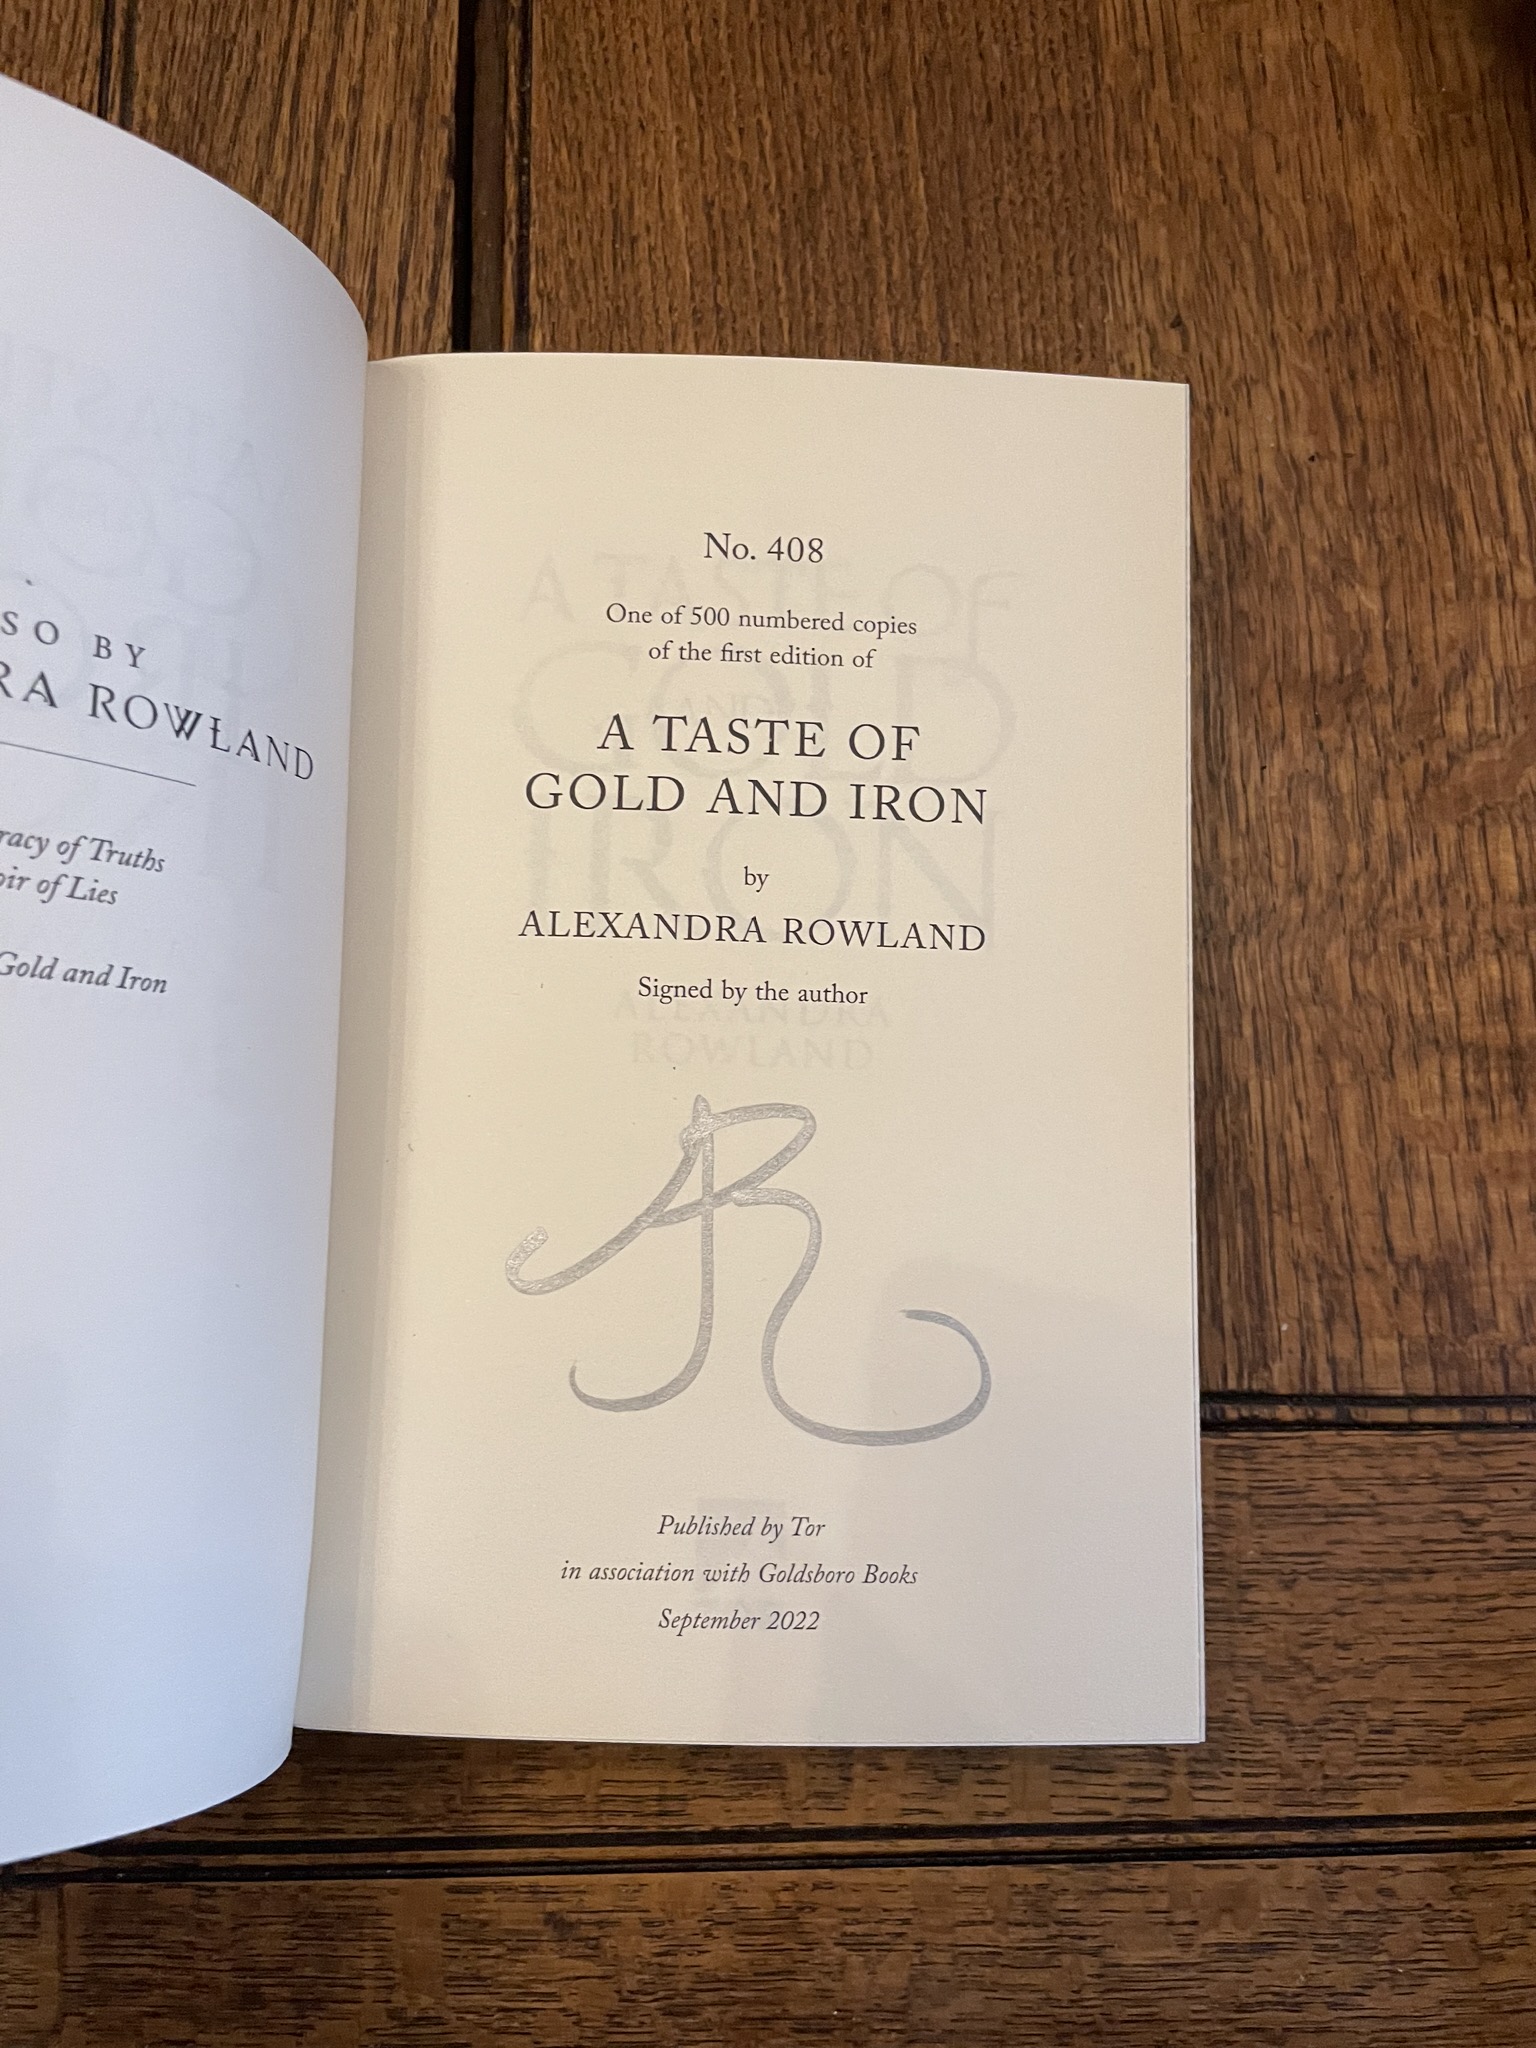 SO BY
RA ROWLAND
racy of Truths
oir of Lies
Gold and Iron
No. 408
One of 500 numbered copies
of the first edition of
A TASTE OF
GOLD AND IRON
by
ALEXANDRA ROWLAND
Signed by the author
AR
Published by Tor
in association with Goldsboro Books
September 2022